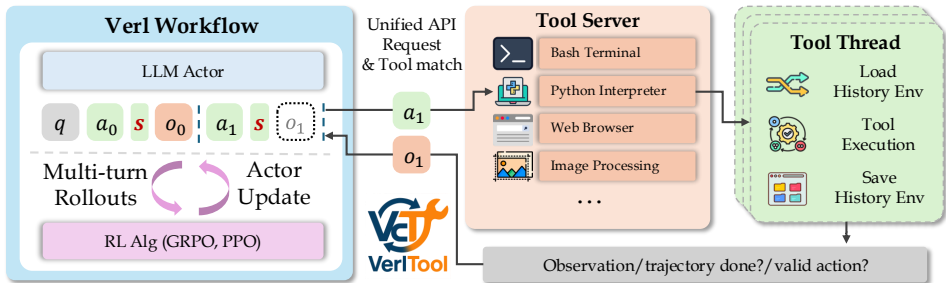 Verl Workflow
LLM Actor
q a₀ s o₀ a₁ s o₁
Multi-turn
Rollouts
Actor
Update
RL Alg (GRPO, PPO)
Unified API
Request
& Tool match
a₁
o₁
VcT
VerlTool
Tool Server
Bash Terminal
Python Interpreter
Web Browser
Image Processing
...
Tool Thread
Load
History Env
Tool
Execution
Save
History Env
Observation/trajectory done?/valid action?